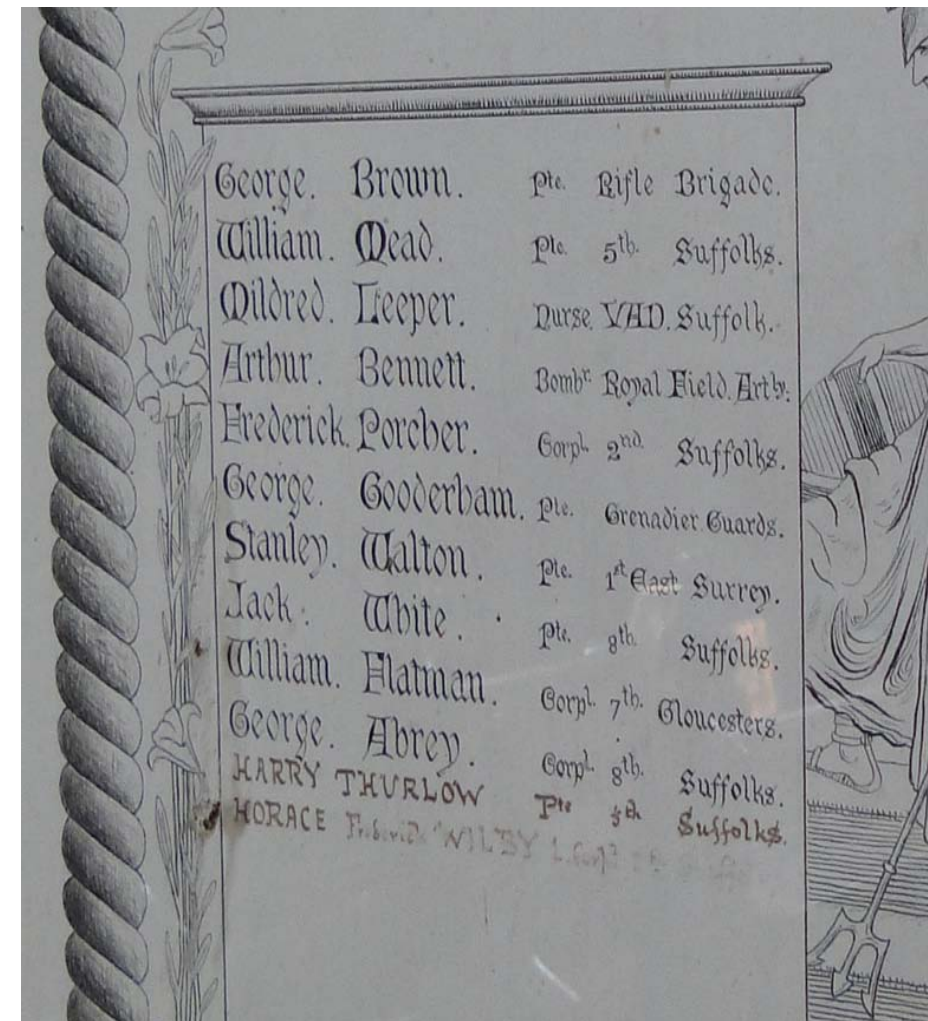 George. Brown. Pte. Rifle Brigade.
William. Mead. Pte. 5th. Suffolks.
Mildred. Leeper. Nurse. VAD. Suffolk.
Arthur. Bennett. Bombr. Royal Field. Arty.
Frederick. Porcher. Corpl. 2nd. Suffolks.
George. Gooderham. Pte. Grenadier. Guards.
Stanley. Walton. Pte. 1st East Surrey.
Jack. White. Pte. 8th. Suffolks.
William. Flatman. Corpl. 7th. Gloucesters.
George. Abrey. Corpl. 8th. Suffolks.
HARRY THURLOW Pte Suffolks.
HORACE Frederick WILBY